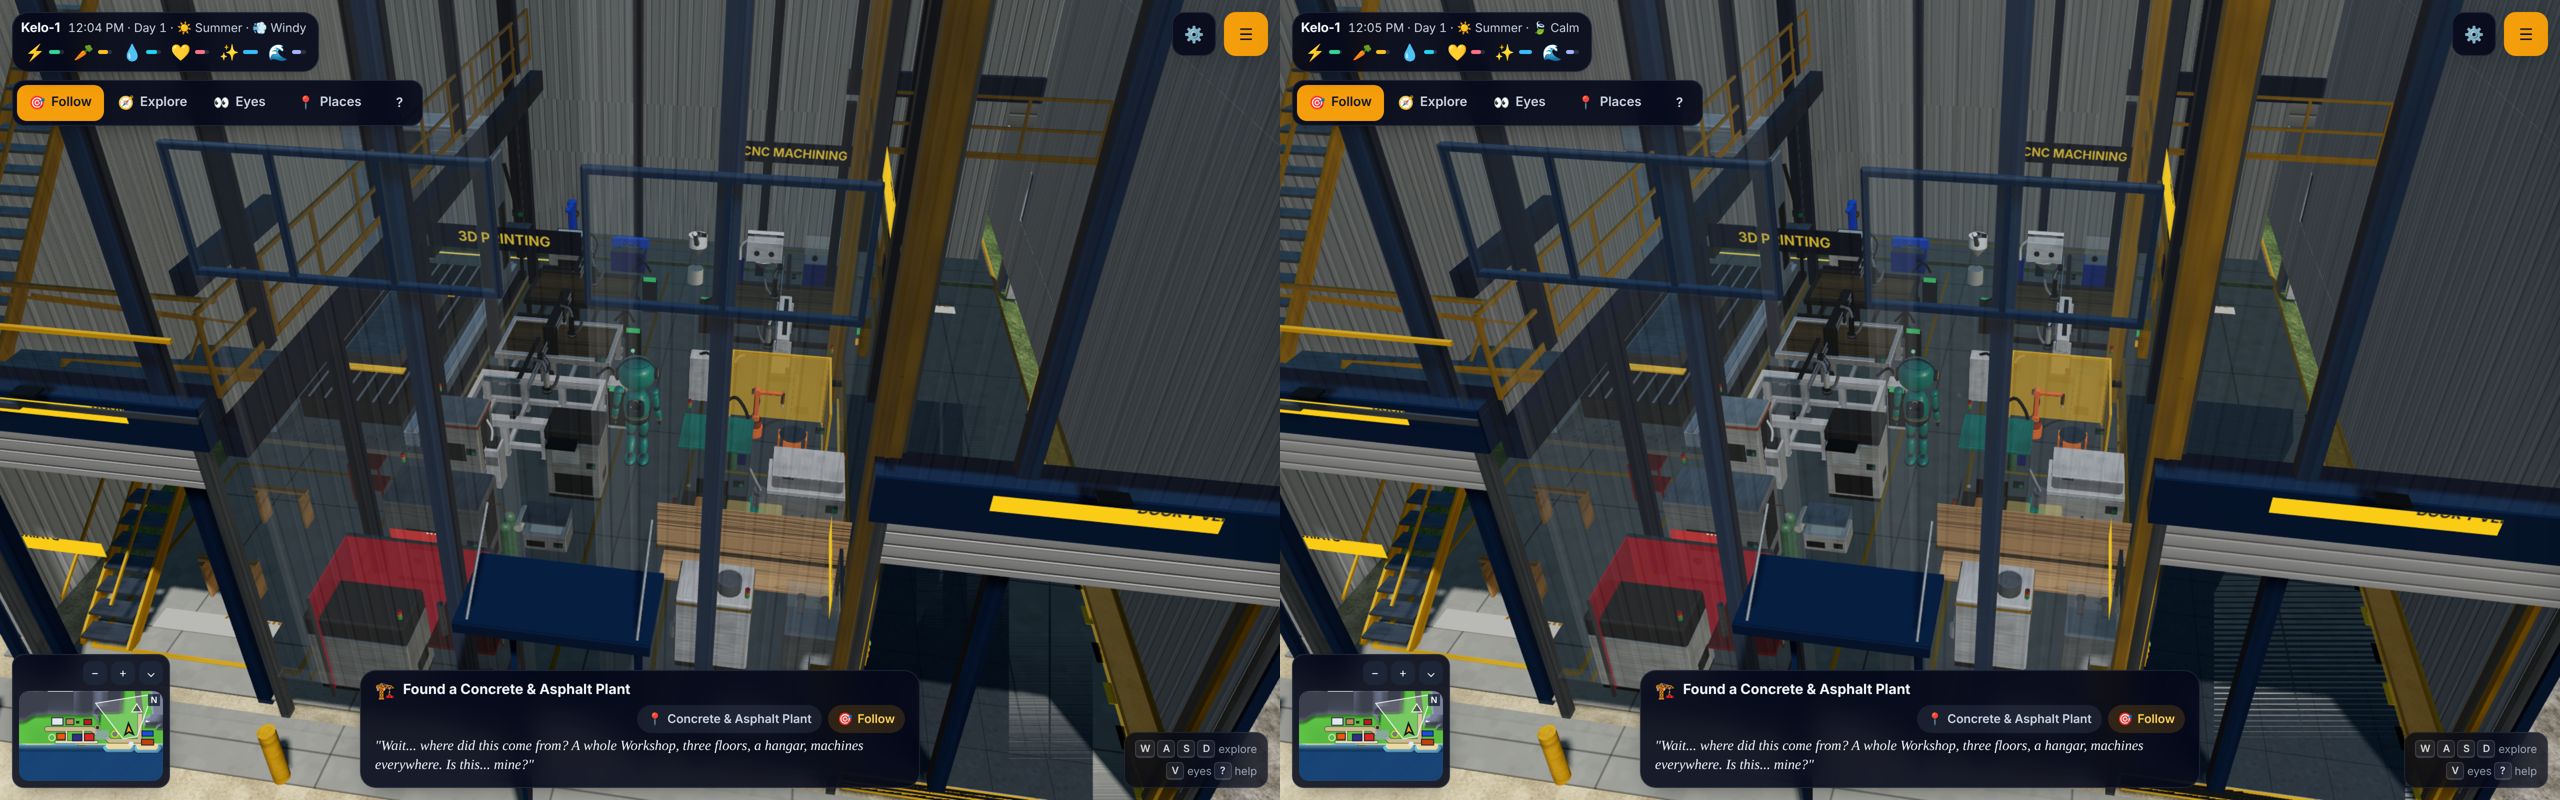 Kelo-1 12:04 PM · Day 1 · Summer · Windy
Follow Explore Eyes Places ?
CNC MACHINING
3D PRINTING
N
Found a Concrete & Asphalt Plant
Concrete & Asphalt Plant Follow
"Wait... where did this come from? A whole Workshop, three floors, a hangar, machines
everywhere. Is this... mine?"
W A S D explore
V eyes ? help
Kelo-1 12:05 PM · Day 1 · Summer · Calm
Follow Explore Eyes Places ?
CNC MACHINING
3D PRINTING
N
Found a Concrete & Asphalt Plant
Concrete & Asphalt Plant Follow
"Wait... where did this come from? A whole Workshop, three floors, a hangar, machines
everywhere. Is this... mine?"
W A S D explore
V eyes ? help